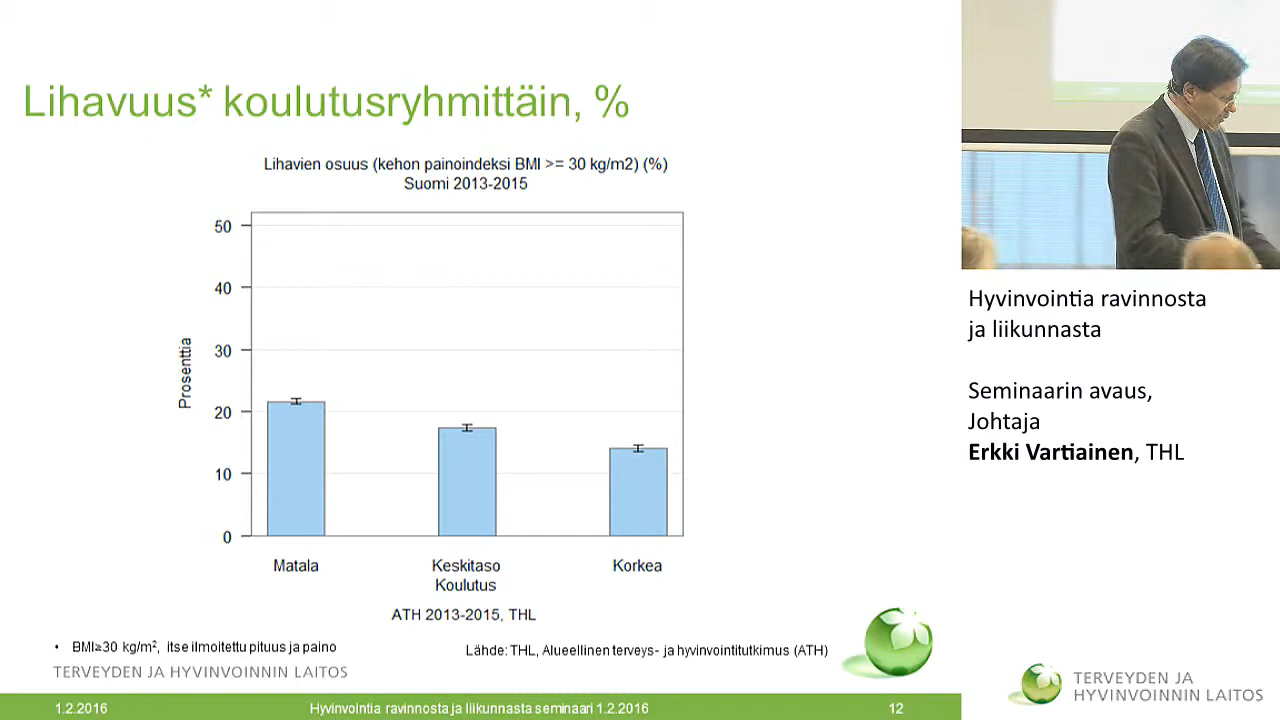 Lihavuus* koulutusryhmittäin, %
Lihavien osuus (kehon painoindeksi BMI >= 30 kg/m2) (%)
Suomi 2013-2015
50
40
30
20
10
0
Prosenttia
Matala
Keskitaso
Korkea
Koulutus
ATH 2013-2015, THL
• BMI≥30 kg/m², itse ilmoitettu pituus ja paino
Lähde: THL, Alueellinen terveys- ja hyvinvointitutkimus (ATH)
TERVEYDEN JA HYVINVOINNIN LAITOS
1.2.2016
Hyvinvointia ravinnosta ja liikunnasta seminaari 1.2.2016
12
Hyvinvointia ravinnosta
ja liikunnasta
Seminaarin avaus,
Johtaja
Erkki Vartiainen, THL
TERVEYDEN JA
HYVINVOINNIN LAITOS